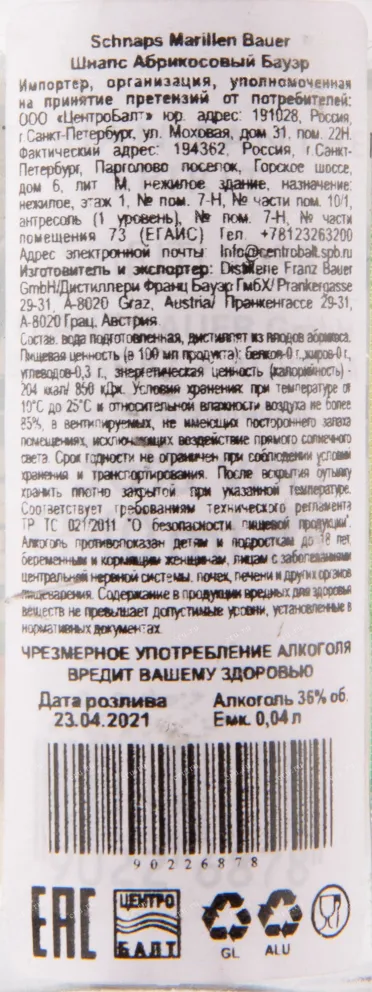 Schnaps Marillen Bauer
Шнапс Абрикосовый Бауэр
Импортер, организация, уполномоченная
на принятие претензий от потребителей:
ООО «ЦентроБалт» юр. адрес: 191028, Россия,
г.Санкт-Петербург, ул. Моховая, дом 31, пом. 22Н.
Фактический адрес: 194362, Россия, г.Санкт-
Петербург, Парголово поселок, Горское шоссе,
дом 6, лит М, нежилое здание, назначение:
нежилое, этаж 1, № пом. 7-Н, № части пом. 10/1,
антресоль (1 уровень), № пом. 7-Н, № части
помещения 73 (ЕГАИС) Тел. +78123263200
Адрес электронной почты: Info@centrobalt.spb.ru
Изготовитель и экспортер: Distillerie Franz Bauer
GmbH/Дистиллери Франц Бауэр ГмбХ/ Prankergasse
29-31, A-8020 Graz, Austria/ Пранкегассе 29-31,
А-8020 Грац, Австрия.
Состав: вода подготовленная, дистиллят из плодов абрикоса.
Пищевая ценность (в 100 мл продукта): белков-0 г., жиров-0 г.,
углеводов-0,3 г., энергетическая ценность (калорийность) -
204 ккал/ 850 кДж. Условия хранения: при температуре от
10°С до 25°С и относительной влажности воздуха не более
85%, в вентилируемых, не имеющих постороннего запаха
помещениях, исключающих воздействие прямого солнечного
света. Срок годности не ограничен при соблюдении условий
хранения и транспортирования. После вскрытия бутылку
хранить плотно закрытой при указанной температуре.
Соответствует требованиям технического регламента
ТР ТС 021/2011 "О безопасности пищевой продукции".
Алкоголь противопоказан детям и подросткам до 18 лет,
беременным и кормящим женщинам, лицам с заболеваниями
центральной нервной системы, почек, печени и других органов
пищеварения. Содержание в продукции вредных для здоровья
веществ не превышает допустимые уровни, установленные в
нормативных документах.
ЧРЕЗМЕРНОЕ УПОТРЕБЛЕНИЕ АЛКОГОЛЯ
ВРЕДИТ ВАШЕМУ ЗДОРОВЬЮ
Дата розлива Алкоголь 36% об.
23.04.2021 Емк. 0,04л
90226878
EAC ЦЕНТРО БАЛТ GL ALU